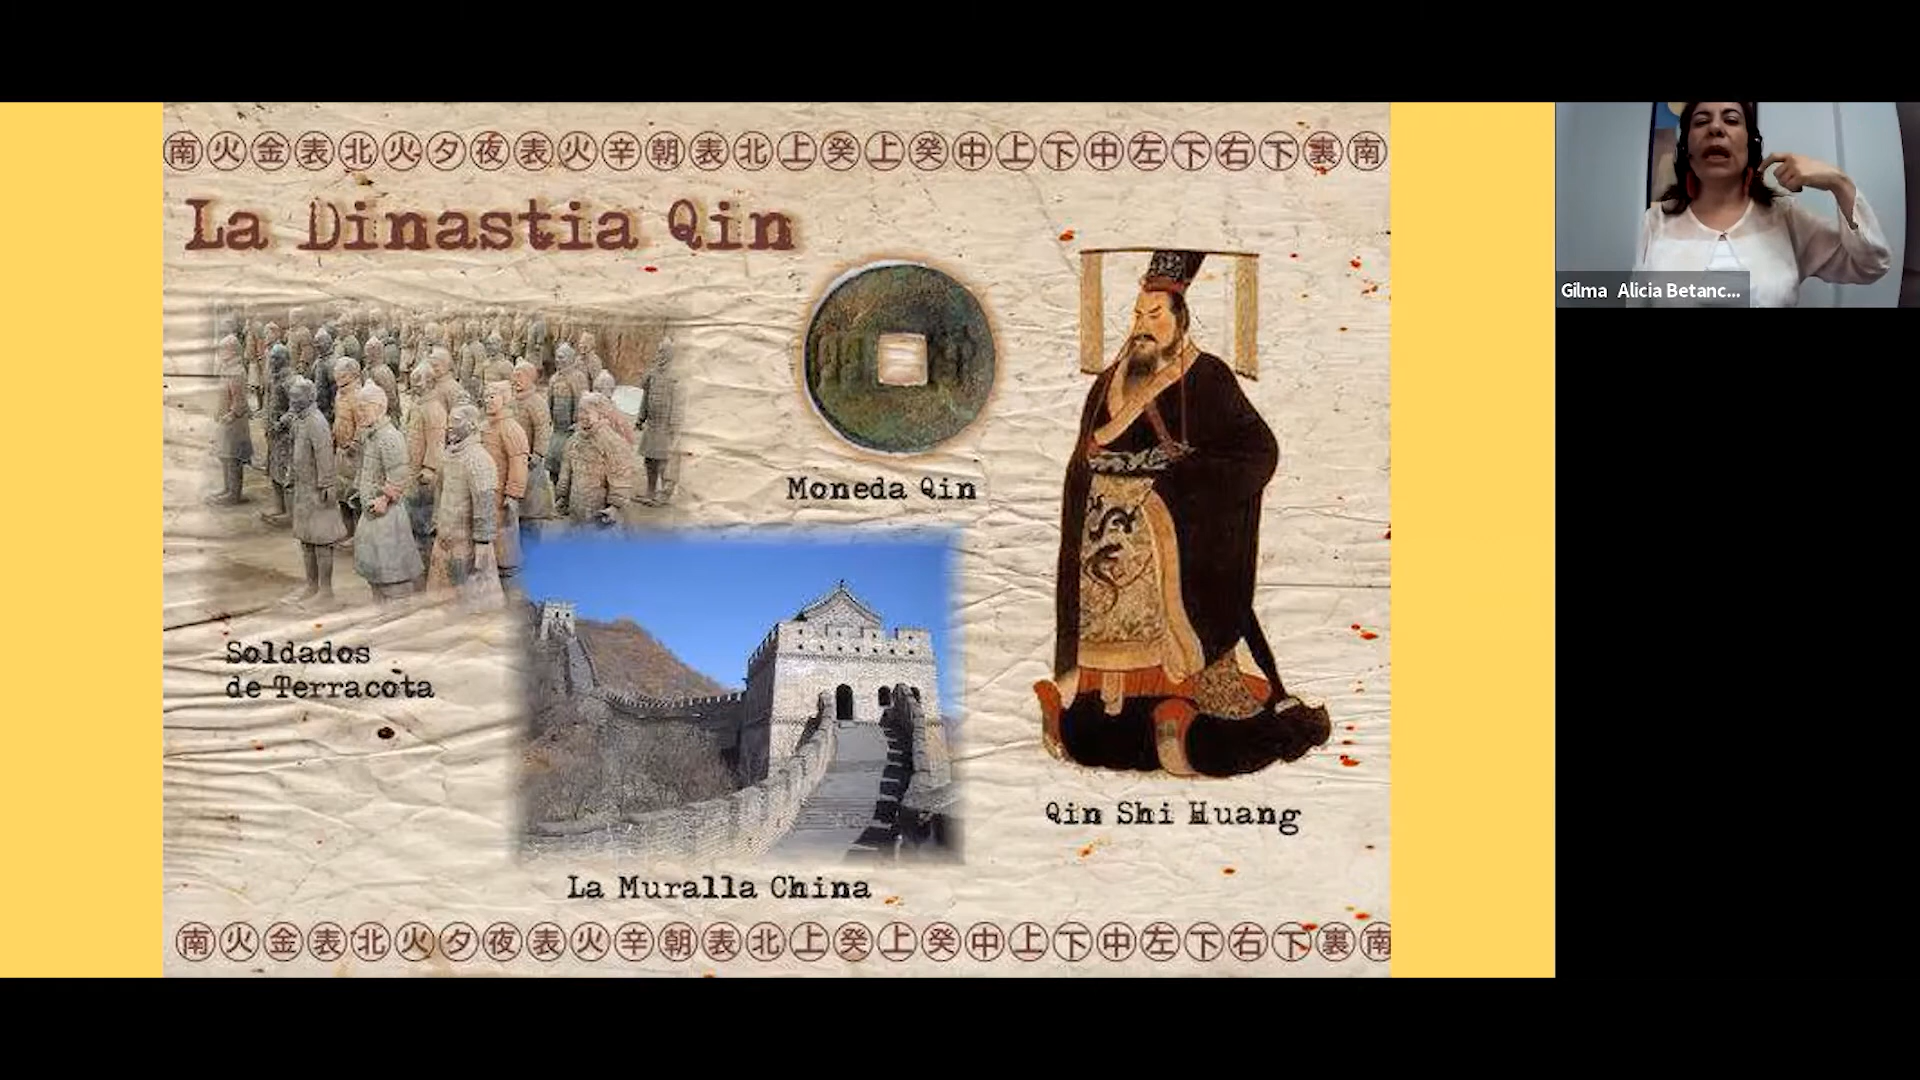 南火金表北火夕夜表火辛朝表北上癸上癸中上下中左下右下裏南
La Dinastia Qin
Moneda Qin
Soldados
de Terracota
Qin Shi Huang
La Muralla China
南火金表北火夕夜表火辛朝表北上癸上癸中上下中左下右下裏南
Gilma Alicia Betanc...